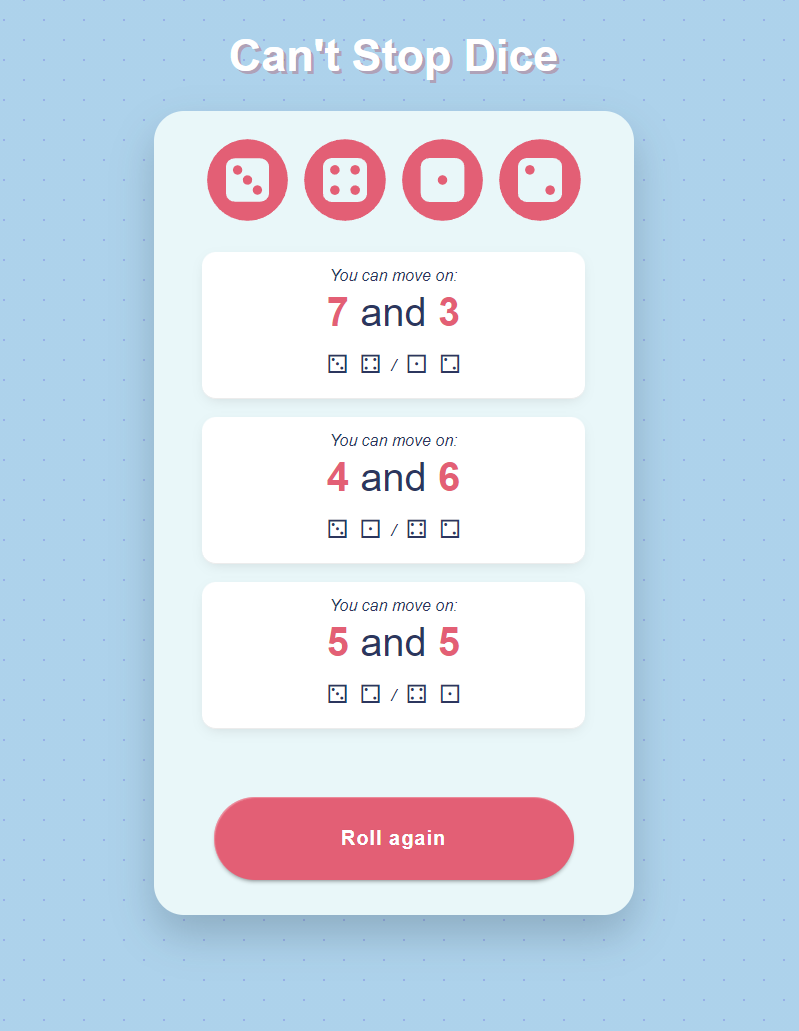 Can't Stop Dice
You can move on:
7 and 3
⚂ ⚃ / ⚀ ⚁
You can move on:
4 and 6
⚂ ⚀ / ⚃ ⚁
You can move on:
5 and 5
⚂ ⚁ / ⚃ ⚀
Roll again